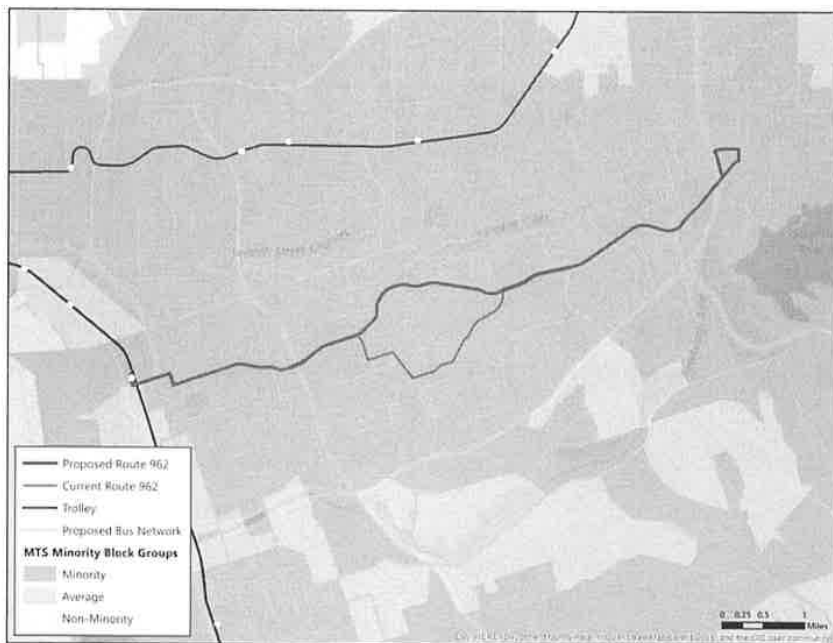 Proposed Route 962
Current Route 962
Trolley
Proposed Bus Network
MTS Minority Block Groups
Minority
Average
Non-Minority
0 0.25 0.5 1
Miles